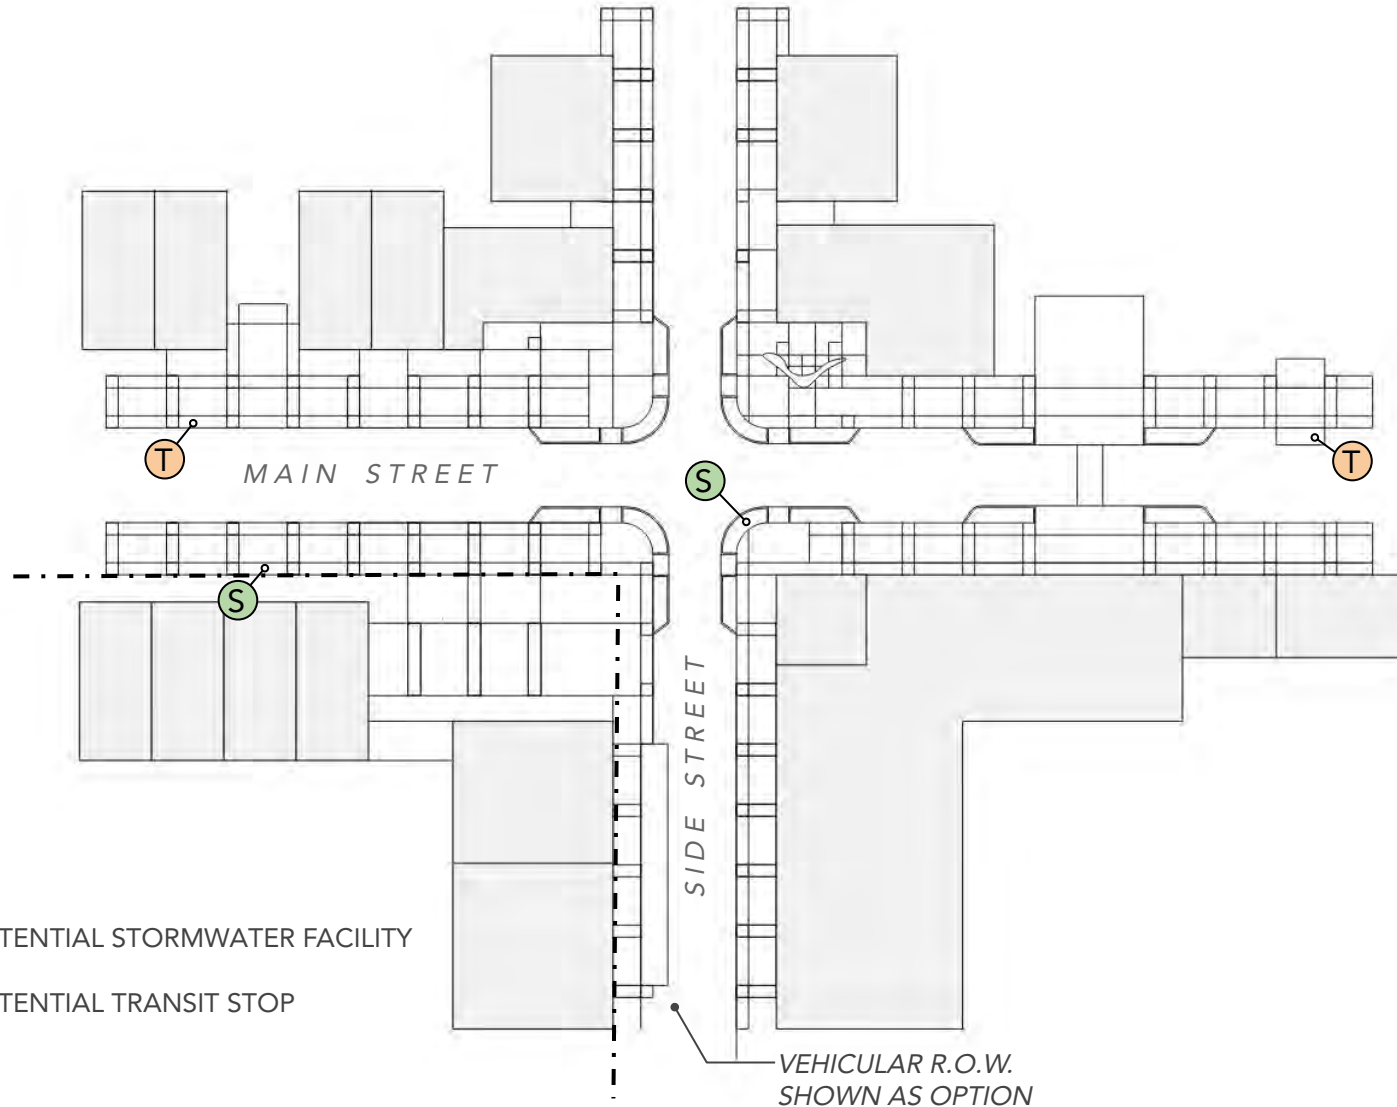 T
MAIN STREET
S
T
S
SIDE STREET
TENTIAL STORMWATER FACILITY
TENTIAL TRANSIT STOP
VEHICULAR R.O.W.
SHOWN AS OPTION